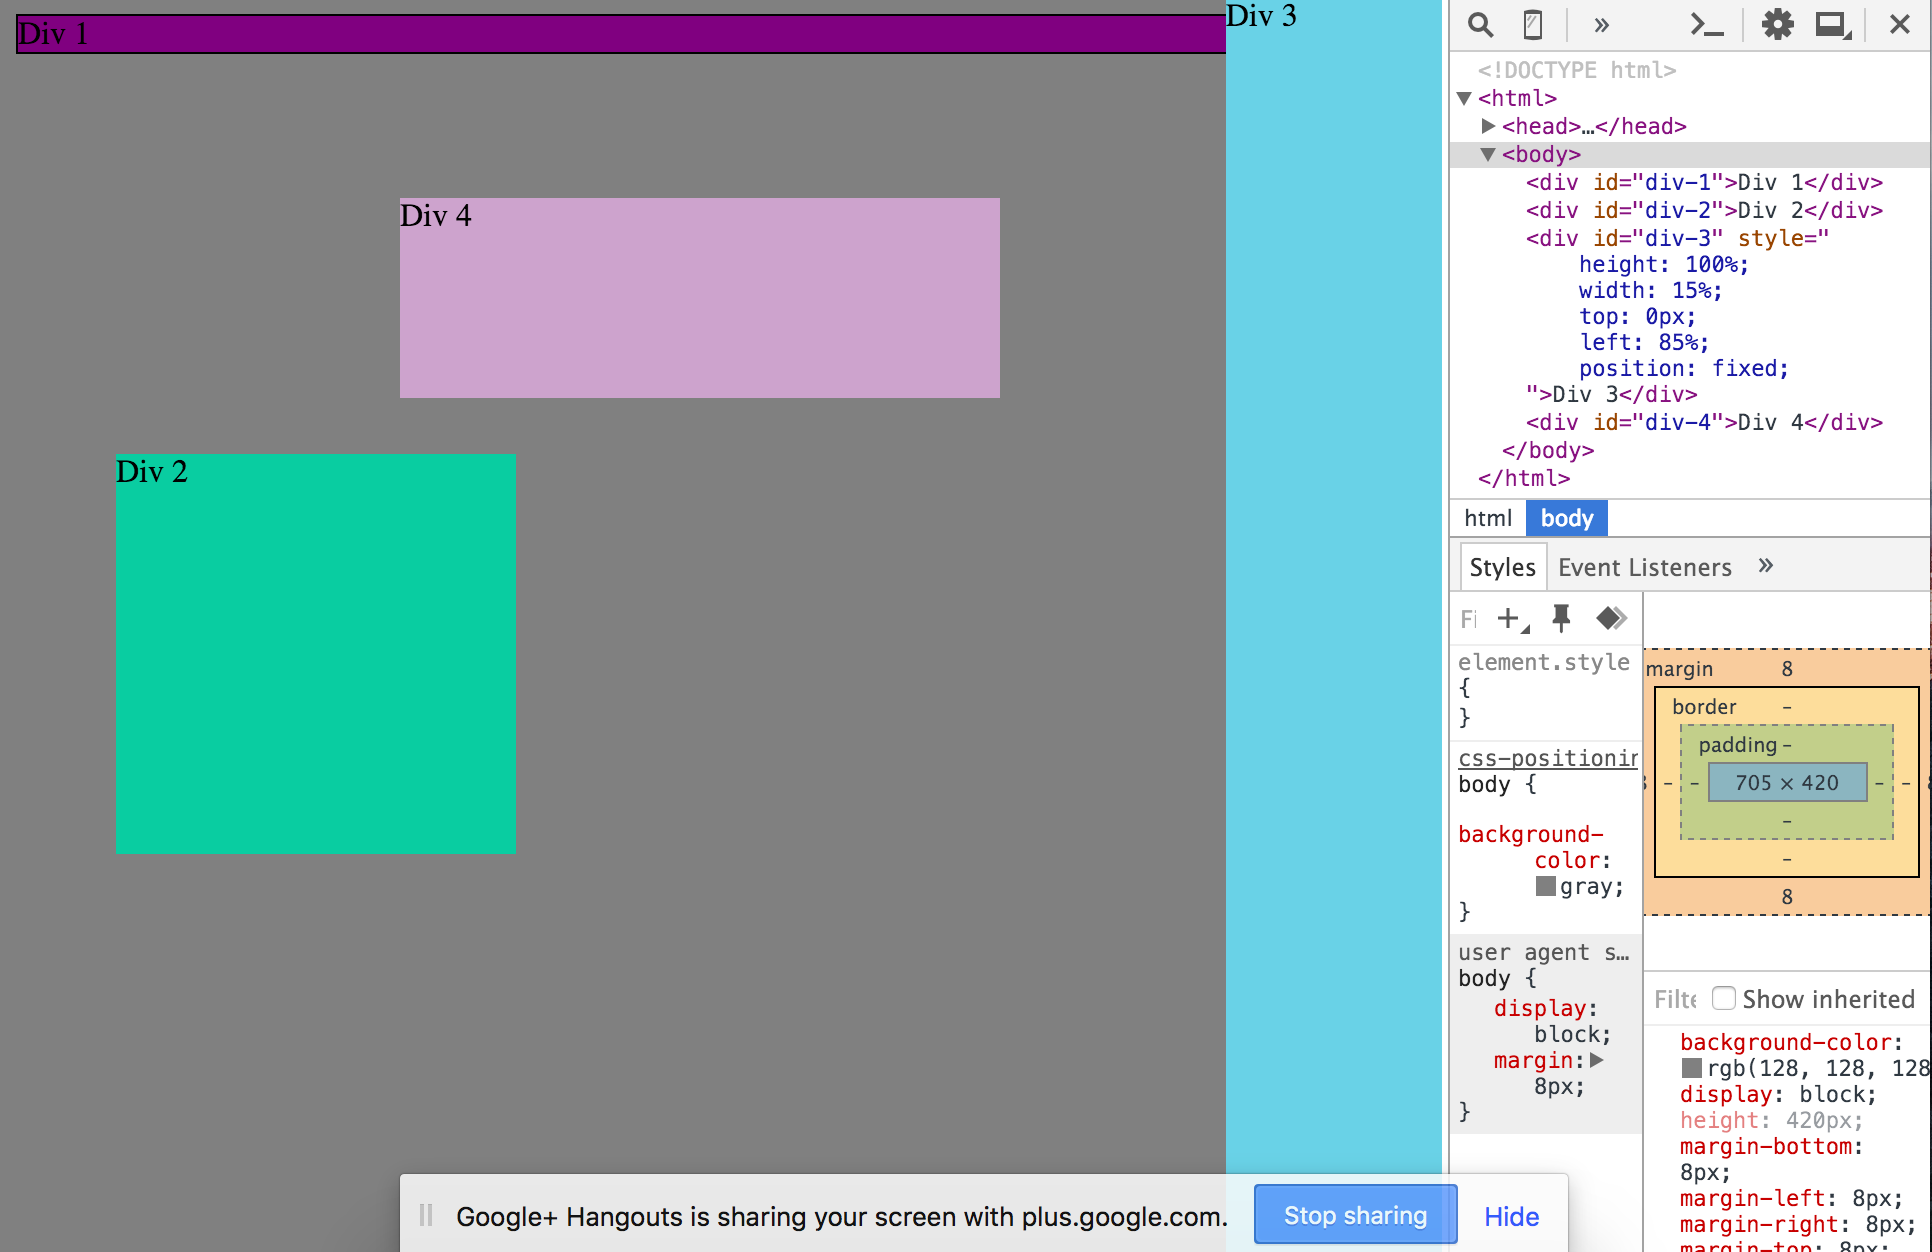 Div 1
Div 3
Div 4
Div 2
<!DOCTYPE html>
<html>
<head>…</head>
<body>
<div id="div-1">Div 1</div>
<div id="div-2">Div 2</div>
<div id="div-3" style="
height: 100%;
width: 15%;
top: 0px;
left: 85%;
position: fixed;
">Div 3</div>
<div id="div-4">Div 4</div>
</body>
</html>
html body
Styles Event Listeners »
element.style
{
}
css-positionin
body {
background-
color:
gray;
}
user agent s…
body {
display:
block;
margin:
8px;
}
margin 8
border -
padding -
- - 705 × 420 - -
-
-
8
Show inherited
background-color:
rgb(128, 128, 128
display: block;
height: 420px;
margin-bottom:
8px;
margin-left: 8px;
margin-right: 8px;
margin-top: 8px;
Google+ Hangouts is sharing your screen with plus.google.com.
Stop sharing
Hide